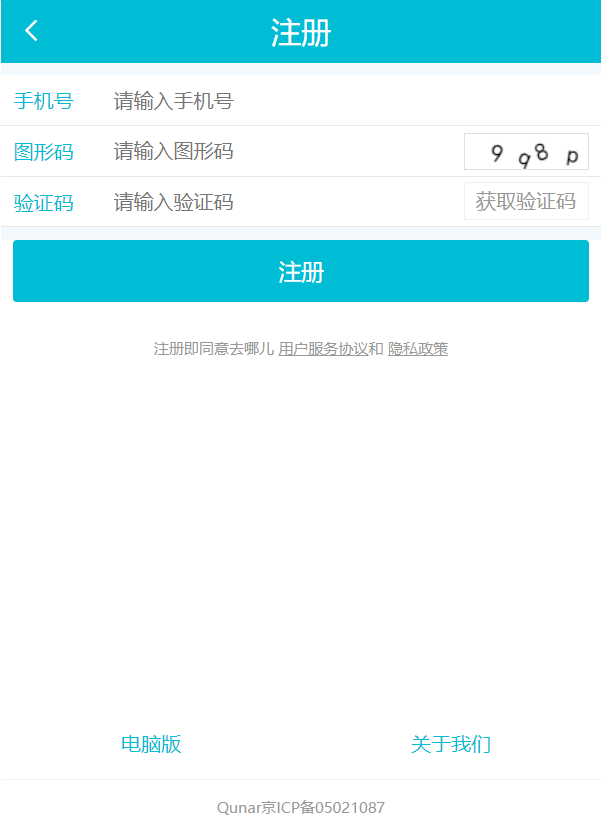 注册
手机号 请输入手机号
图形码 请输入图形码 9q8p
验证码 请输入验证码 获取验证码
注册
注册即同意去哪儿 用户服务协议和 隐私政策
电脑版 关于我们
Qunar京ICP备05021087